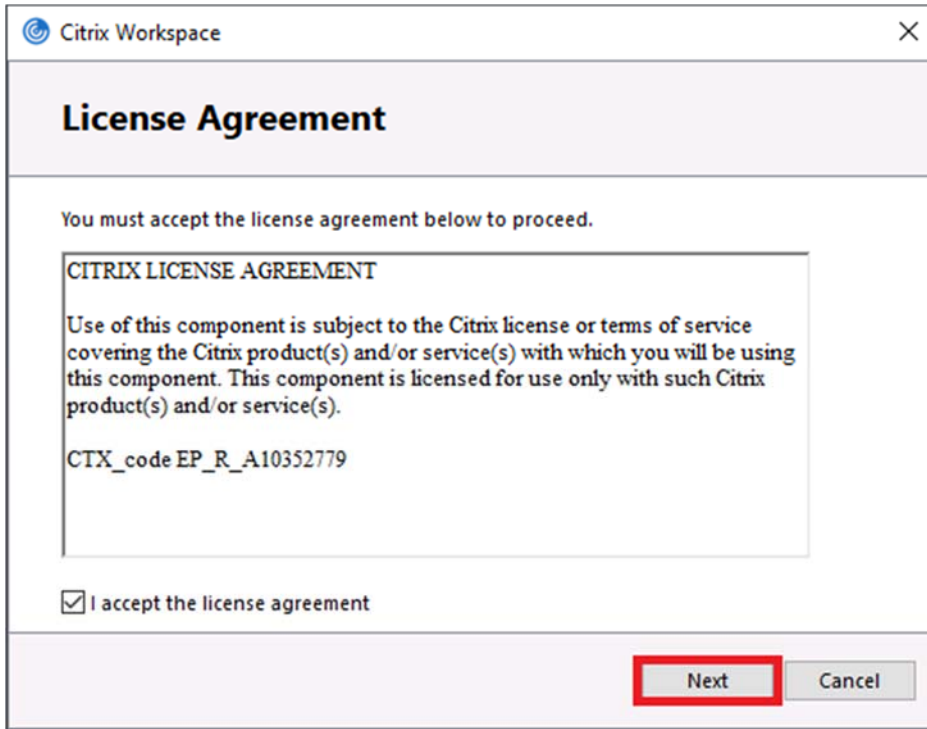 Citrix Workspace
License Agreement
You must accept the license agreement below to proceed.
CITRIX LICENSE AGREEMENT
Use of this component is subject to the Citrix license or terms of service
covering the Citrix product(s) and/or service(s) with which you will be using
this component. This component is licensed for use only with such Citrix
product(s) and/or service(s).
CTX_code EP_R_A10352779
I accept the license agreement
Next Cancel